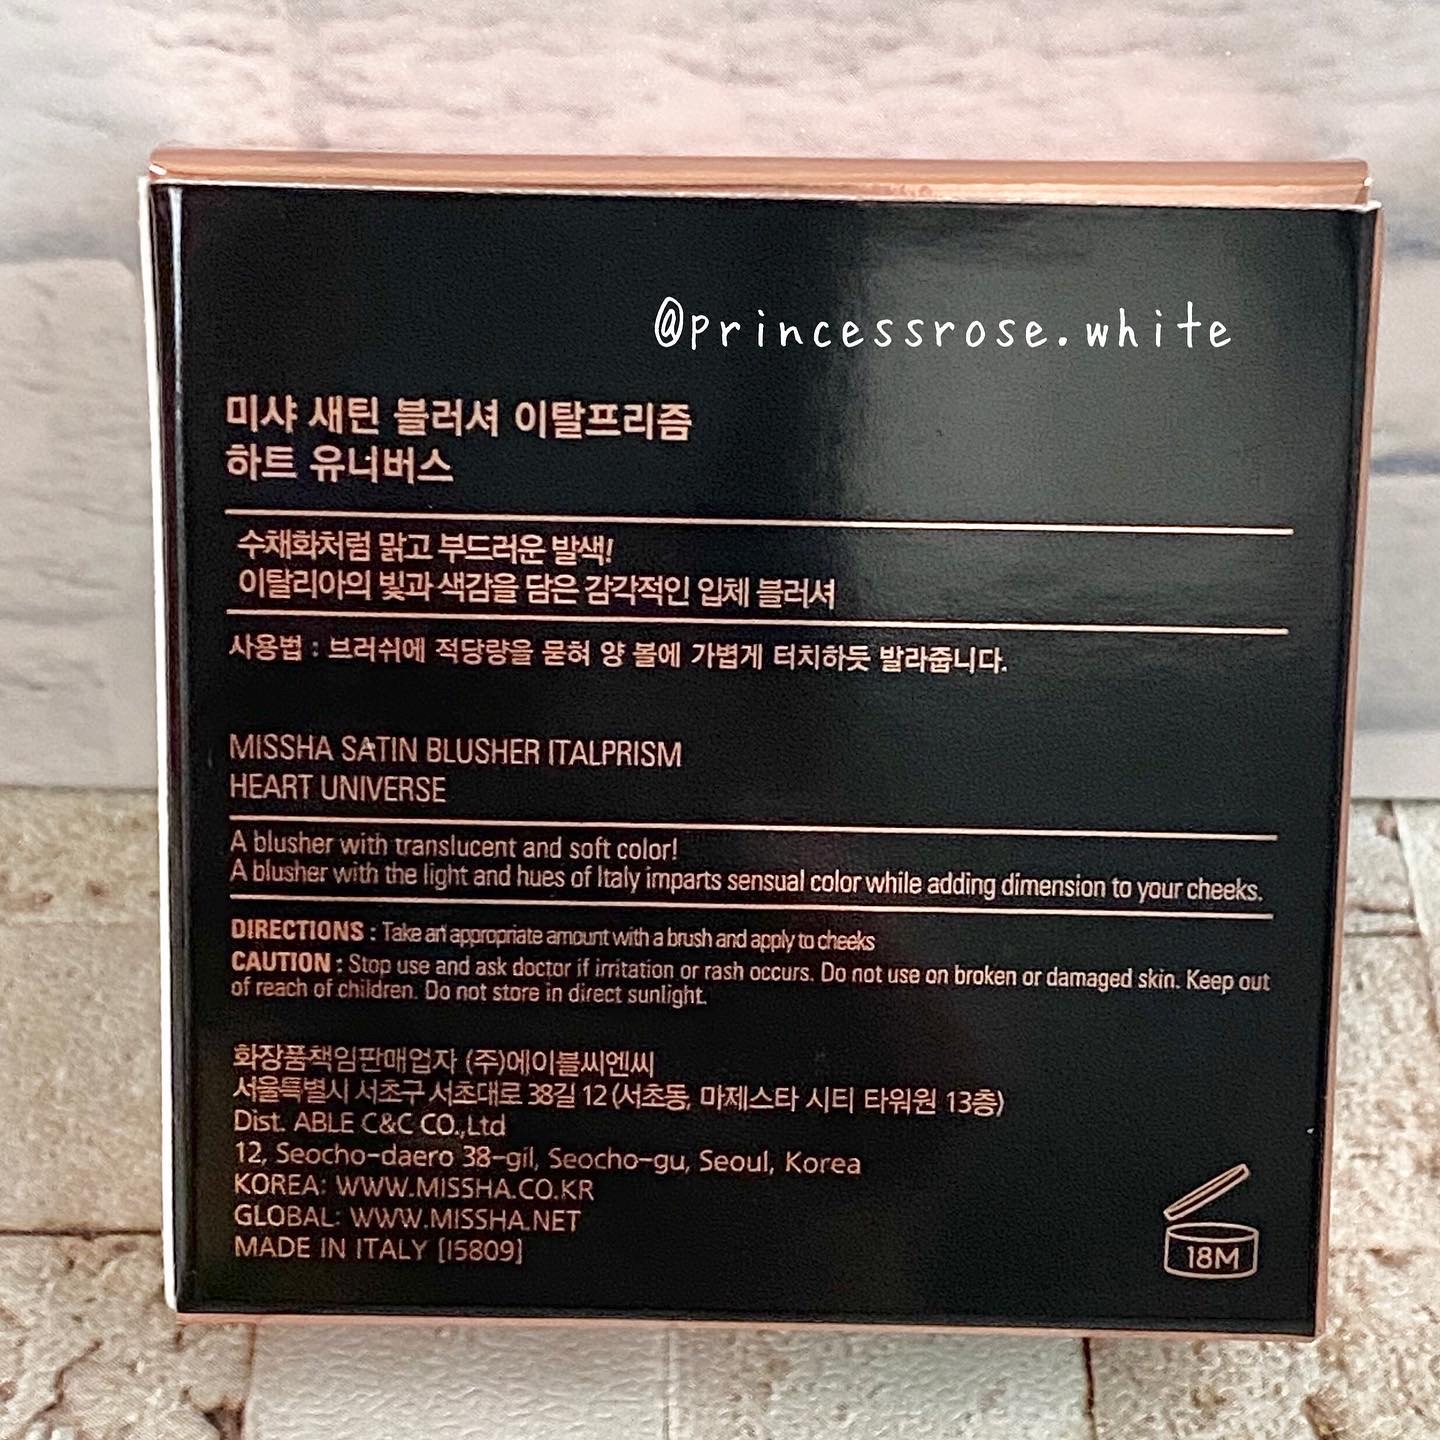 @princessrose.white
미샤 새틴 블러셔 이탈프리즘
하트 유니버스
수채화처럼 맑고 부드러운 발색!
이탈리아의 빛과 색감을 담은 감각적인 입체 블러셔
사용법 : 브러쉬에 적당량을 묻혀 양 볼에 가볍게 터치하듯 발라줍니다.
MISSHA SATIN BLUSHER ITALPRISM
HEART UNIVERSE
A blusher with translucent and soft color!
A blusher with the light and hues of Italy imparts sensual color while adding dimension to your cheeks.
DIRECTIONS : Take an appropriate amount with a brush and apply to cheeks
CAUTION : Stop use and ask doctor if irritation or rash occurs. Do not use on broken or damaged skin. Keep out
of reach of children. Do not store in direct sunlight.
화장품책임판매업자 (주)에이블씨엔씨
서울특별시 서초구 서초대로 38길 12 (서초동, 마제스타 시티 타워원 13층)
Dist. ABLE C&C CO.,Ltd
12, Seocho-daero 38-gil, Seocho-gu, Seoul, Korea
KOREA: WWW.MISSHA.CO.KR
GLOBAL: WWW.MISSHA.NET
MADE IN ITALY [I5809]
18M